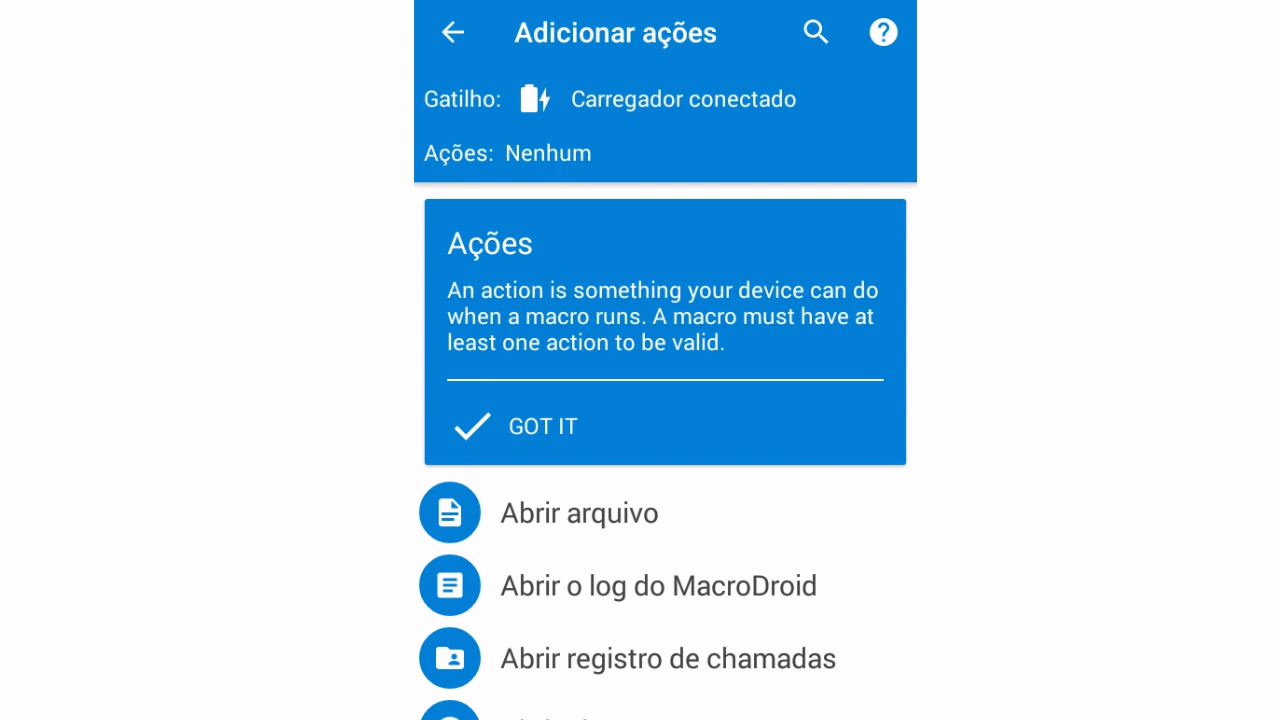 Adicionar ações
Gatilho: Carregador conectado
Ações: Nenhum
Ações
An action is something your device can do
when a macro runs. A macro must have at
least one action to be valid.
GOT IT
Abrir arquivo
Abrir o log do MacroDroid
Abrir registro de chamadas